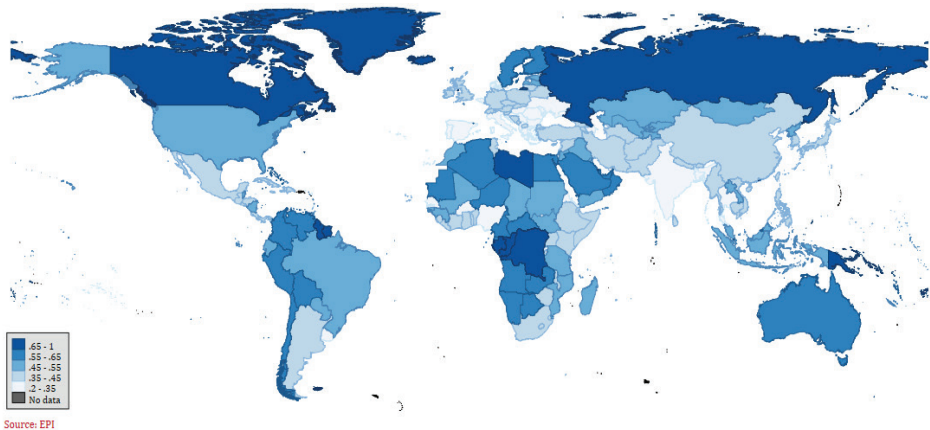 .65 - 1
.55 - .65
.45 - .55
.35 - .45
.2 - .35
No data
Source: EPI